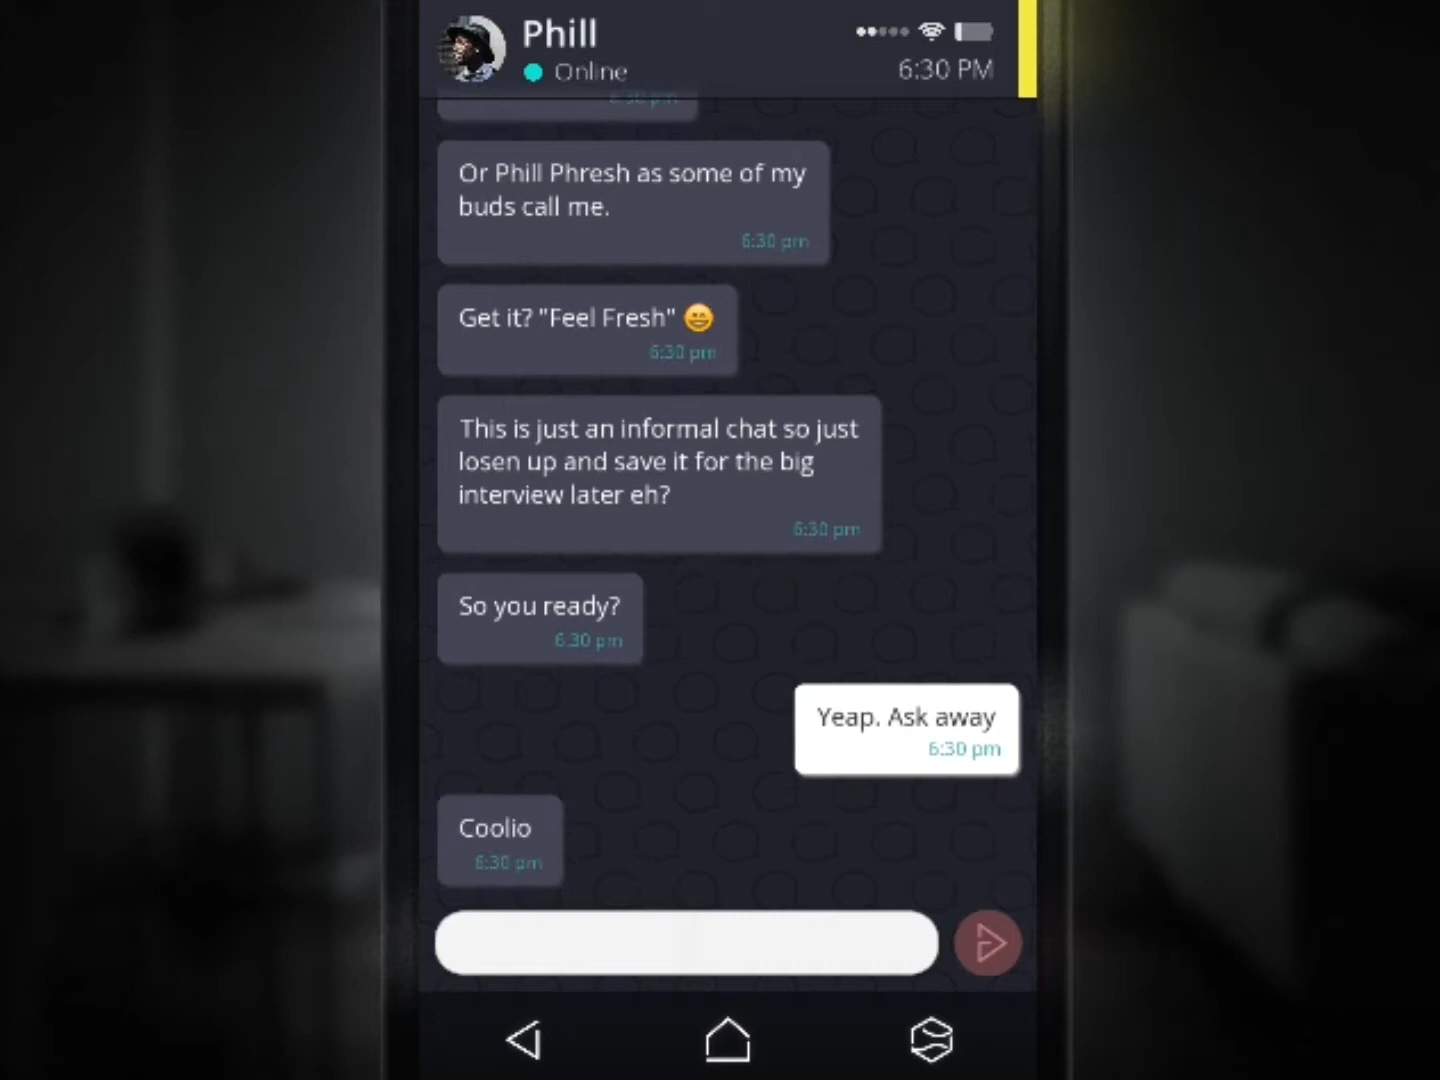 Phill
Online
6:30 PM
6:30 pm
Or Phill Phresh as some of my
buds call me.
6:30 pm
Get it? "Feel Fresh" 😄
6:30 pm
This is just an informal chat so just
losen up and save it for the big
interview later eh?
6:30 pm
So you ready?
6:30 pm
Yeap. Ask away
6:30 pm
Coolio
6:30 pm